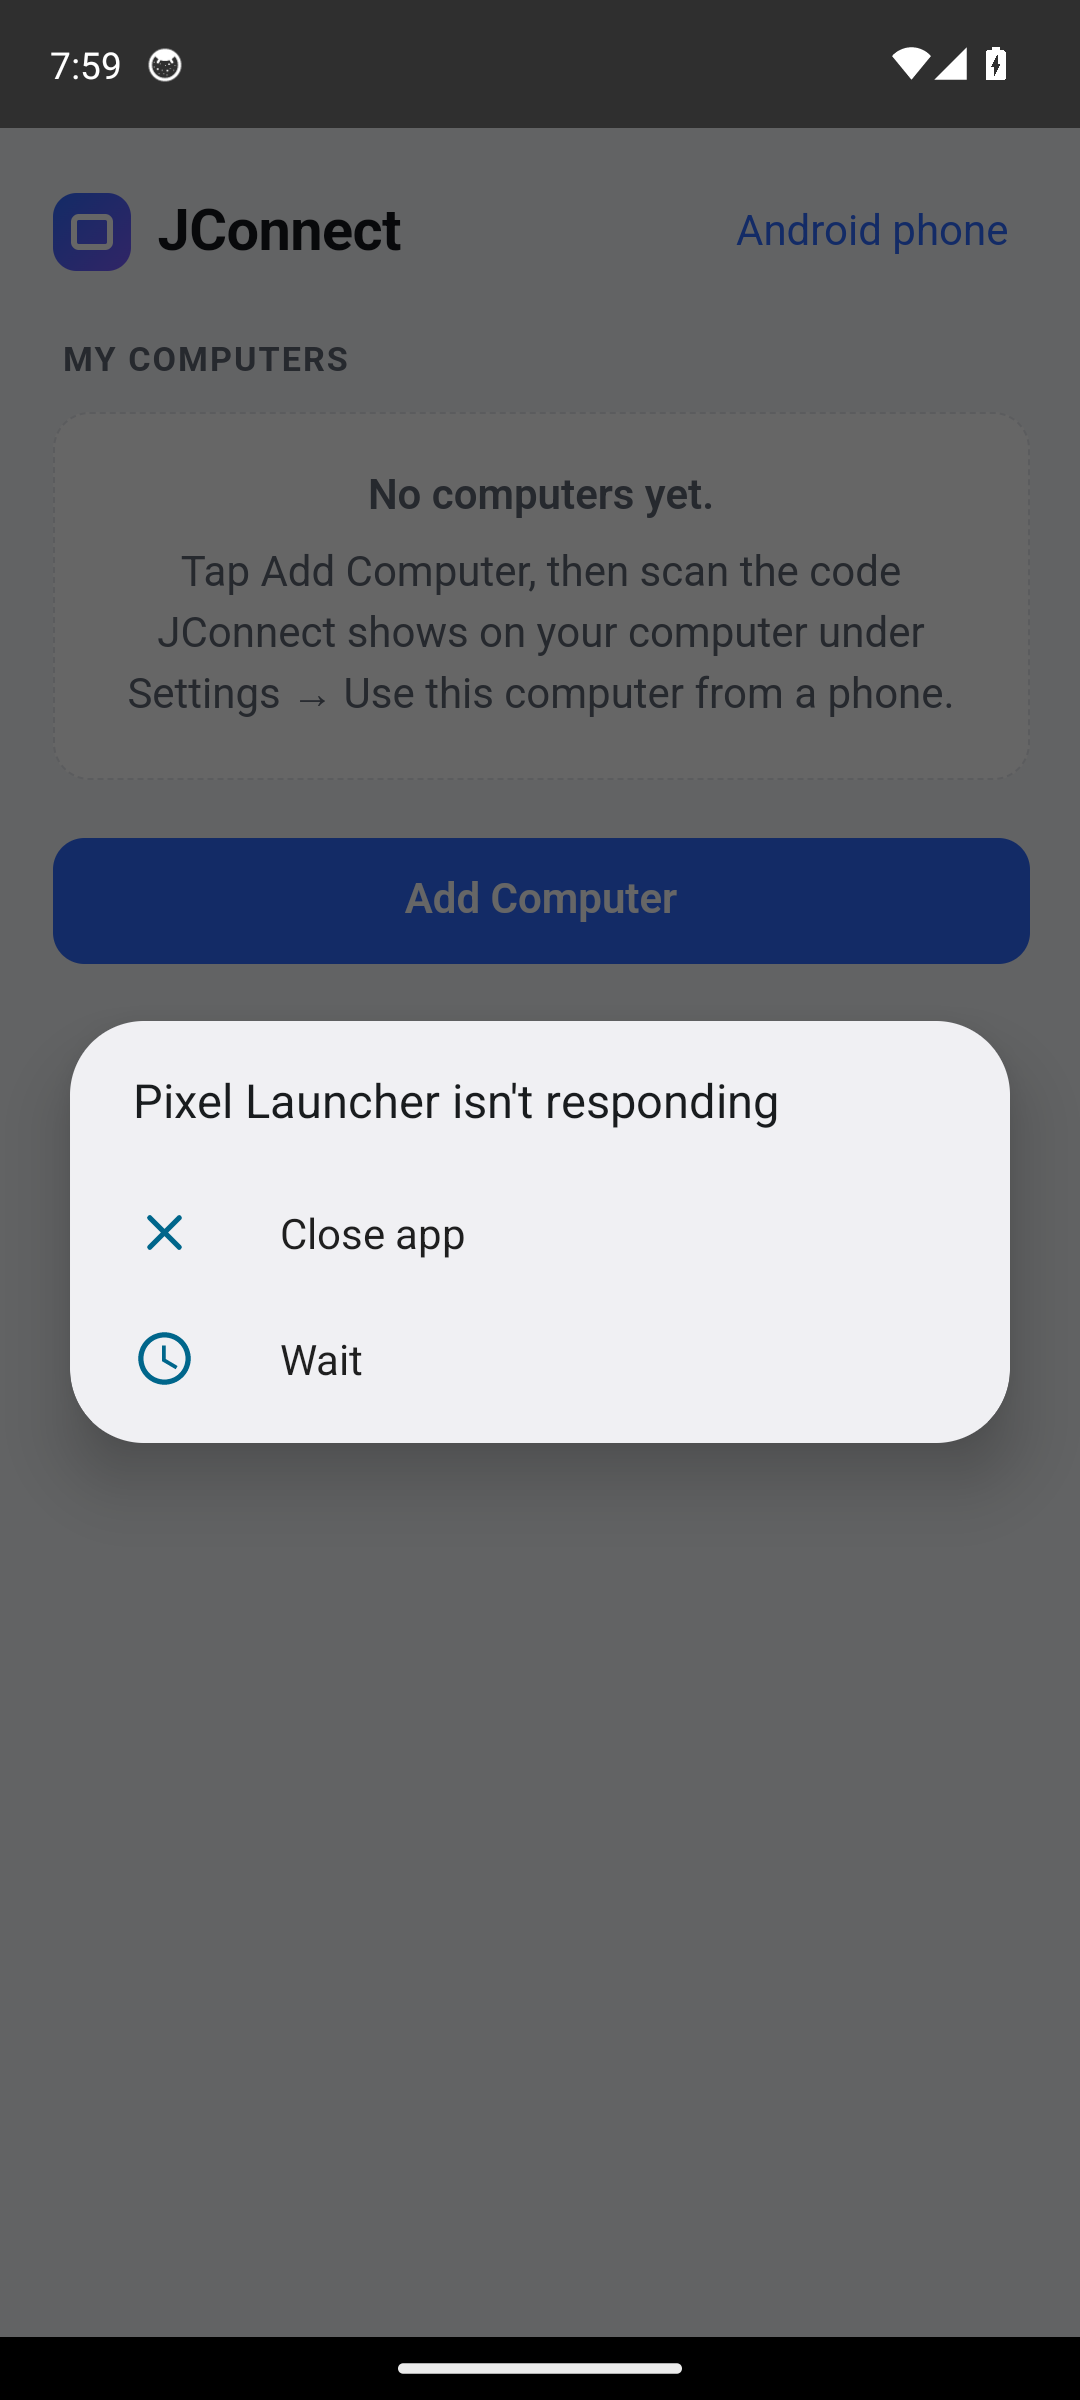 7:59
JConnect
Android phone
MY COMPUTERS
No computers yet.
Tap Add Computer, then scan the code
JConnect shows on your computer under
Settings → Use this computer from a phone.
Add Computer
Pixel Launcher isn't responding
Close app
Wait